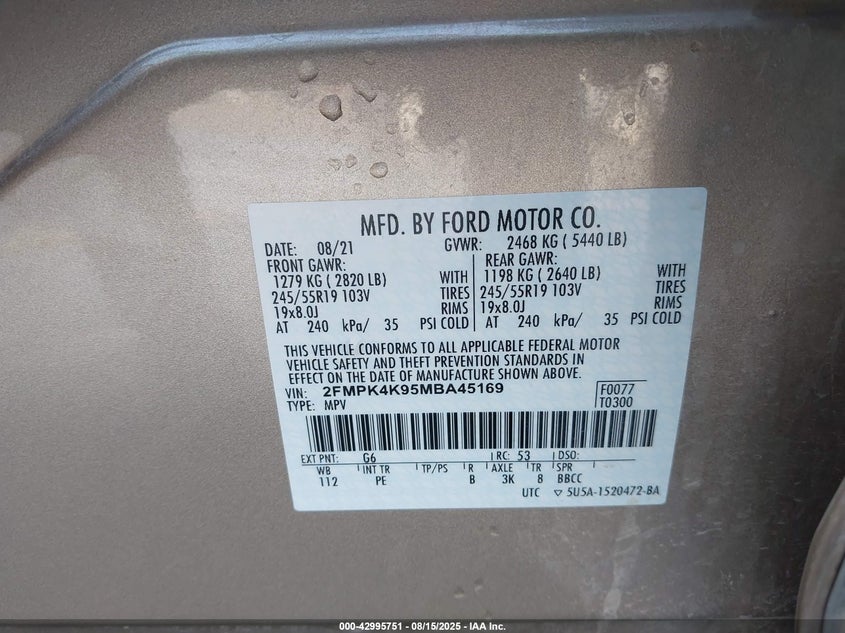 MFD. BY FORD MOTOR CO.
DATE: 08/21 GVWR: 2468 KG ( 5440 LB)
FRONT GAWR: REAR GAWR:
1279 KG ( 2820 LB) WITH 1198 KG ( 2640 LB) WITH
245/55R19 103V TIRES 245/55R19 103V TIRES
19x8.0J RIMS 19x8.0J RIMS
AT 240 kPa/ 35 PSI COLD AT 240 kPa/ 35 PSI COLD
THIS VEHICLE CONFORMS TO ALL APPLICABLE FEDERAL MOTOR
VEHICLE SAFETY AND THEFT PREVENTION STANDARDS IN
EFFECT ON THE DATE OF MANUFACTURE SHOWN ABOVE.
VIN: 2FMPK4K95MBA45169 F0077
TYPE: MPV T0300
EXT PNT: G6 RC: 53 DSO:
WB INT TR TP/PS R AXLE TR SPR
112 PE B 3K 8 BBCC
UTC ▽ 5U5A-1520472-BA
000-42995751 - 08/15/2025 - IAA Inc.